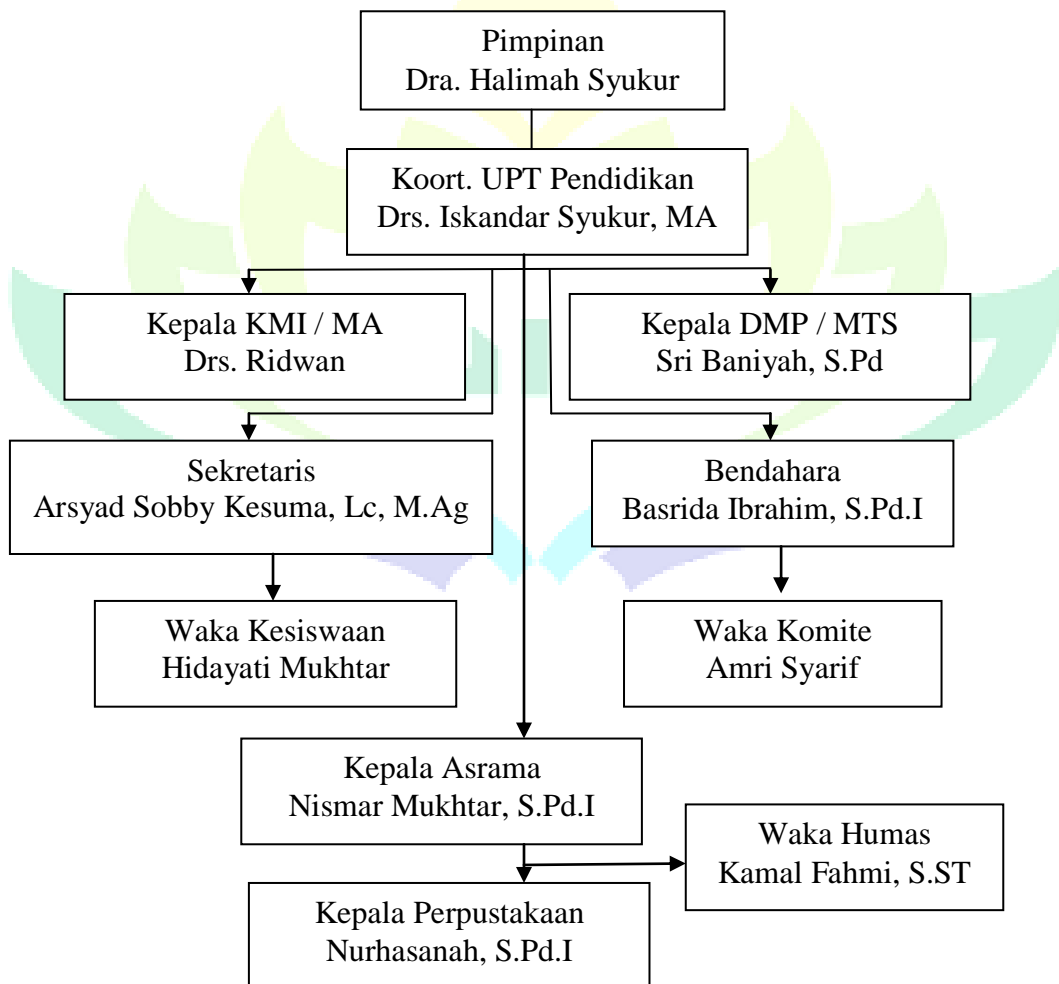 Pimpinan
Dra. Halimah Syukur
Koort. UPT Pendidikan
Drs. Iskandar Syukur, MA
Kepala KMI / MA
Drs. Ridwan
Kepala DMP / MTS
Sri Baniyah, S.Pd
Sekretaris
Arsyad Sobby Kesuma, Lc, M.Ag
Bendahara
Basrida Ibrahim, S.Pd.I
Waka Kesiswaan
Hidayati Mukhtar
Waka Komite
Amri Syarif
Kepala Asrama
Nismar Mukhtar, S.Pd.I
Waka Humas
Kamal Fahmi, S.ST
Kepala Perpustakaan
Nurhasanah, S.Pd.I